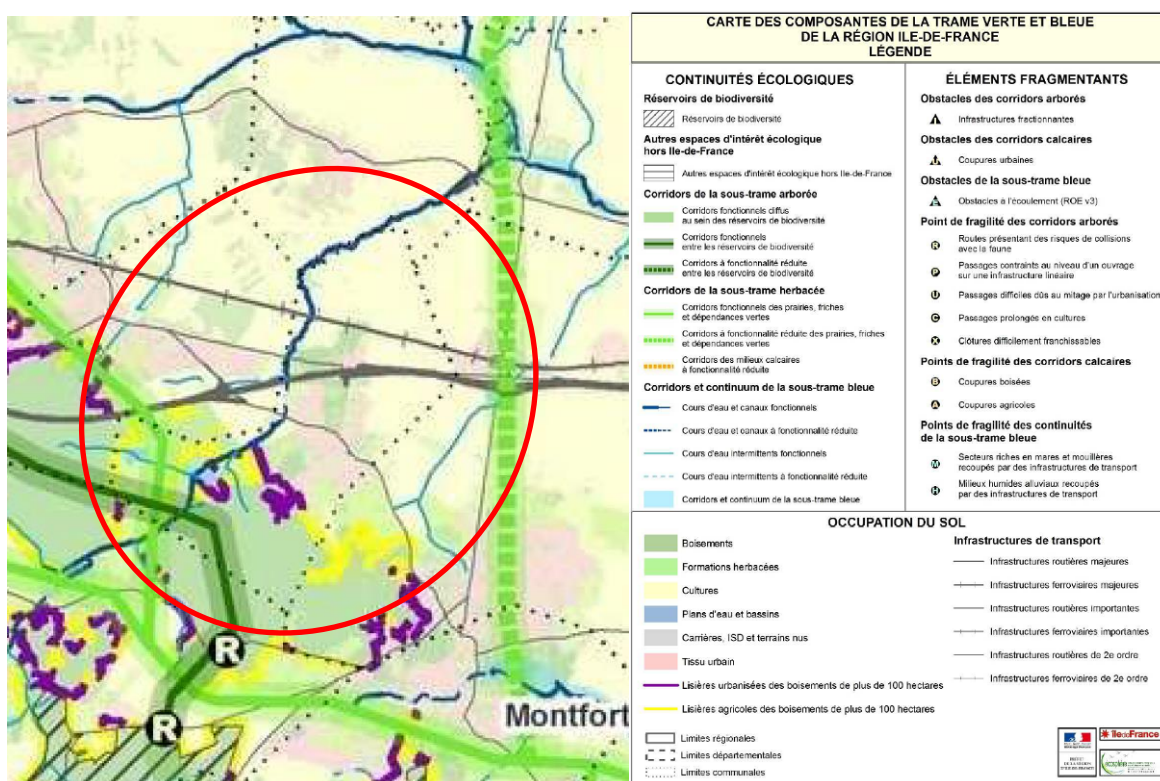 CARTE DES COMPOSANTES DE LA TRAME VERTE ET BLEUE
DE LA RÉGION ILE-DE-FRANCE
LÉGENDE
CONTINUITÉS ÉCOLOGIQUES
Réservoirs de biodiversité
Réservoirs de biodiversité
Autres espaces d'intérêt écologique
hors Ile-de-France
Autres espaces d'intérêt écologique hors Ile-de-France
Corridors de la sous-trame arborée
Corridors fonctionnels diffus
au sein des réservoirs de biodiversité
Corridors fonctionnels
entre les réservoirs de biodiversité
Corridors à fonctionnalité réduite
entre les réservoirs de biodiversité
Corridors de la sous-trame herbacée
Corridors fonctionnels des prairies, friches
et dépendances vertes
Corridors à fonctionnalité réduite des prairies, friches
et dépendances vertes
Corridors des milieux calcaires
à fonctionnalité réduite
Corridors et continuum de la sous-trame bleue
Cours d'eau et canaux fonctionnels
Cours d'eau et canaux à fonctionnalité réduite
Cours d'eau intermittents fonctionnels
Cours d'eau intermittents à fonctionnalité réduite
Corridors et continuum de la sous-trame bleue
ÉLÉMENTS FRAGMENTANTS
Obstacles des corridors arborés
Infrastructures fractionnantes
Obstacles des corridors calcaires
Coupures urbaines
Obstacles de la sous-trame bleue
Obstacles à l'écoulement (ROE v3)
Point de fragilité des corridors arborés
R Routes présentant des risques de collisions
avec la faune
P Passages contraints au niveau d'un ouvrage
sur une infrastructure linéaire
U Passages difficiles dûs au mitage par l'urbanisation
C Passages prolongés en cultures
X Clôtures difficilement franchissables
Points de fragilité des corridors calcaires
B Coupures boisées
A Coupures agricoles
Points de fragilité des continuités
de la sous-trame bleue
M Secteurs riches en mares et mouillères
recoupés par des infrastructures de transport
H Milieux humides alluviaux recoupés
par des infrastructures de transport
OCCUPATION DU SOL
Boisements
Formations herbacées
Cultures
Plans d'eau et bassins
Carrières, ISD et terrains nus
Tissu urbain
Lisières urbanisées des boisements de plus de 100 hectares
Lisières agricoles des boisements de plus de 100 hectares
Limites régionales
Limites départementales
Limites communales
Infrastructures de transport
Infrastructures routières majeures
Infrastructures ferroviaires majeures
Infrastructures routières importantes
Infrastructures ferroviaires importantes
Infrastructures routières de 2e ordre
Infrastructures ferroviaires de 2e ordre
îledeFrance
R
R
Montfort